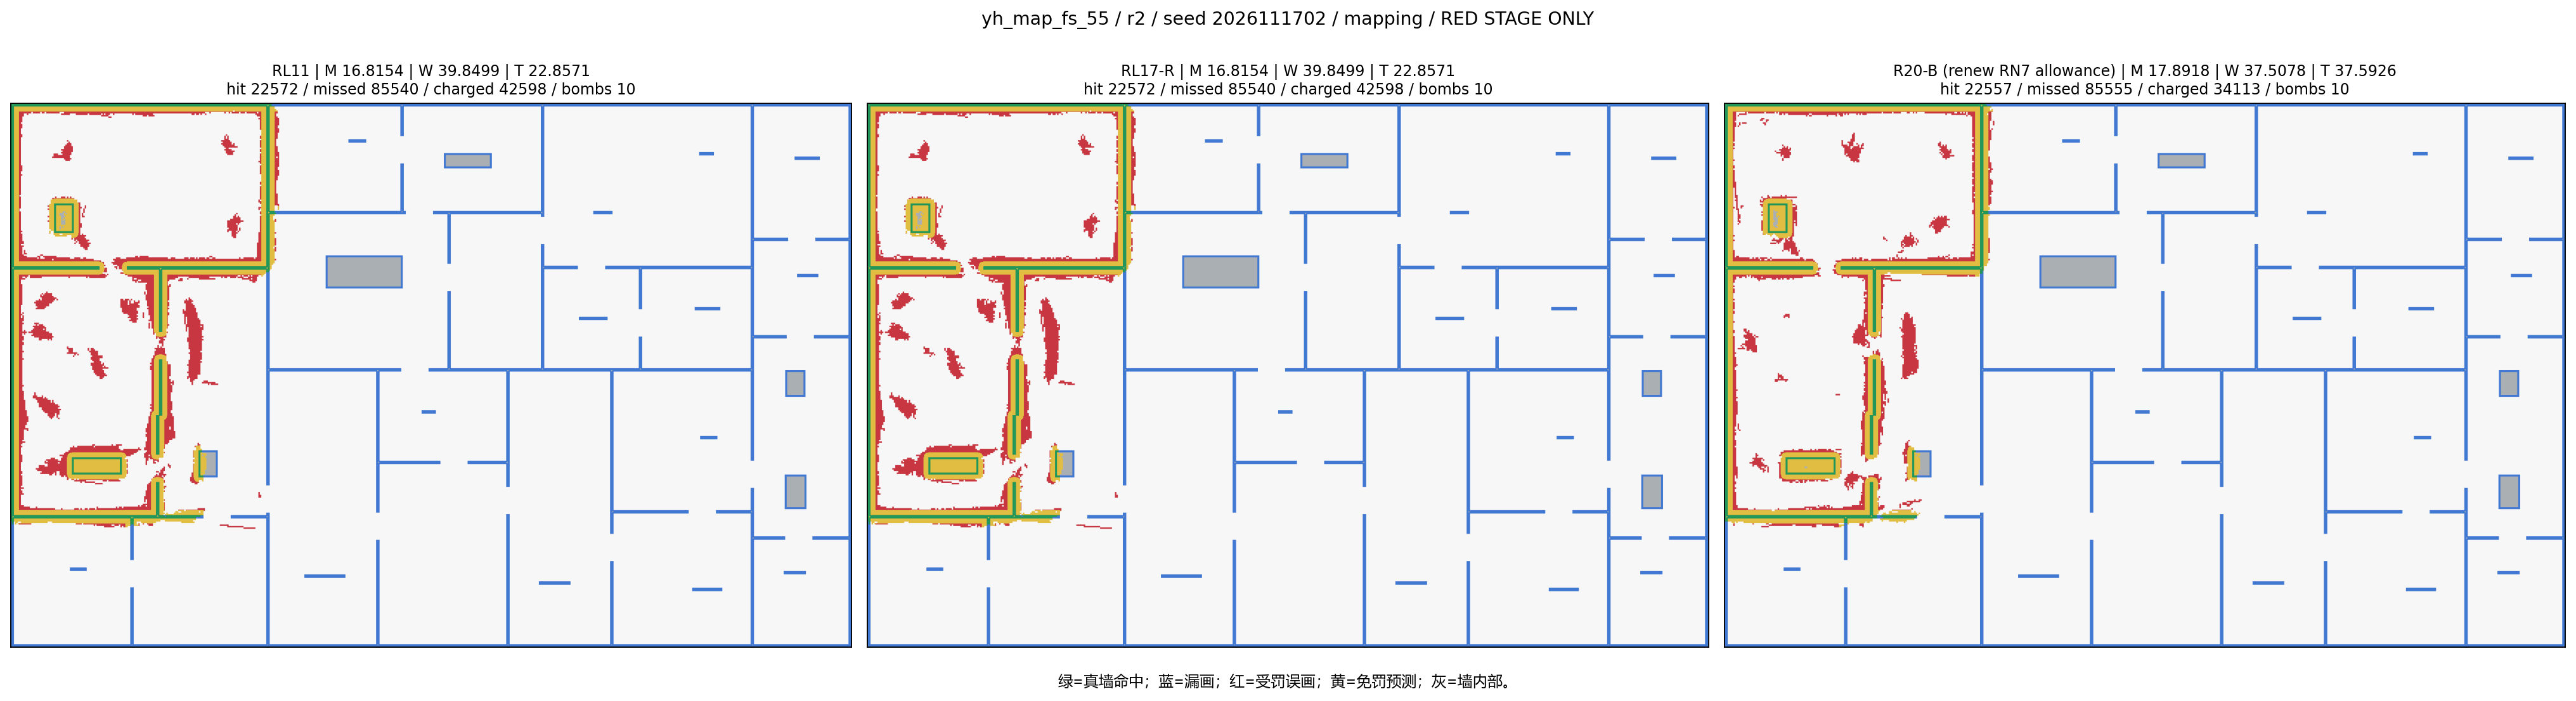 yh_map_fs_55 / r2 / seed 2026111702 / mapping / RED STAGE ONLY
RL11 | M 16.8154 | W 39.8499 | T 22.8571
hit 22572 / missed 85540 / charged 42598 / bombs 10
RL17-R | M 16.8154 | W 39.8499 | T 22.8571
hit 22572 / missed 85540 / charged 42598 / bombs 10
R20-B (renew RN7 allowance) | M 17.8918 | W 37.5078 | T 37.5926
hit 22557 / missed 85555 / charged 34113 / bombs 10
绿=真墙命中；蓝=漏画；红=受罚误画；黄=免罚预测；灰=墙内部。